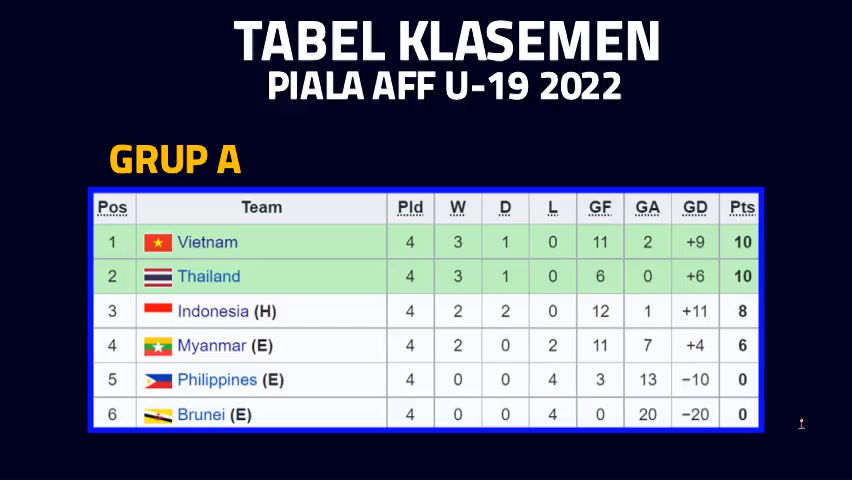 TABEL KLASEMEN
PIALA AFF U-19 2022
GRUP A
Pos Team Pld W D L GF GA GD Pts
1 Vietnam 4 3 1 0 11 2 +9 10
2 Thailand 4 3 1 0 6 0 +6 10
3 Indonesia (H) 4 2 2 0 12 1 +11 8
4 Myanmar (E) 4 2 0 2 11 7 +4 6
5 Philippines (E) 4 0 0 4 3 13 −10 0
6 Brunei (E) 4 0 0 4 0 20 −20 0